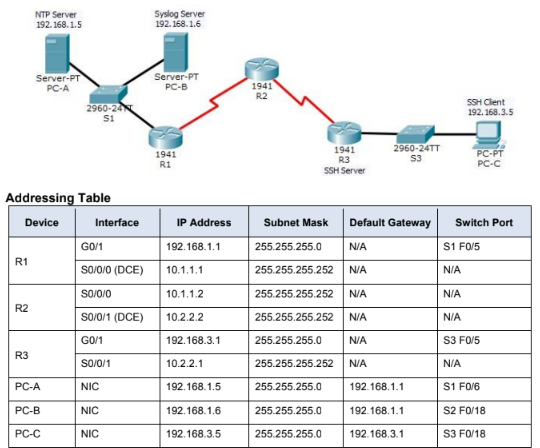 NTP Server
192.168.1.5
Syslog Server
192.168.1.6
Server-PT
PC-A
Server-PT
PC-B
2960-24TT
S1
1941
R1
1941
R2
1941
R3
SSH Server
2960-24TT
S3
SSH Client
192.168.3.5
PC-PT
PC-C
Addressing Table
Device Interface IP Address Subnet Mask Default Gateway Switch Port
R1 G0/1 192.168.1.1 255.255.255.0 N/A S1 F0/5
S0/0/0 (DCE) 10.1.1.1 255.255.255.252 N/A N/A
R2 S0/0/0 10.1.1.2 255.255.255.252 N/A N/A
S0/0/1 (DCE) 10.2.2.2 255.255.255.252 N/A N/A
R3 G0/1 192.168.3.1 255.255.255.0 N/A S3 F0/5
S0/0/1 10.2.2.1 255.255.255.252 N/A N/A
PC-A NIC 192.168.1.5 255.255.255.0 192.168.1.1 S1 F0/6
PC-B NIC 192.168.1.6 255.255.255.0 192.168.1.1 S2 F0/18
PC-C NIC 192.168.3.5 255.255.255.0 192.168.3.1 S3 F0/18